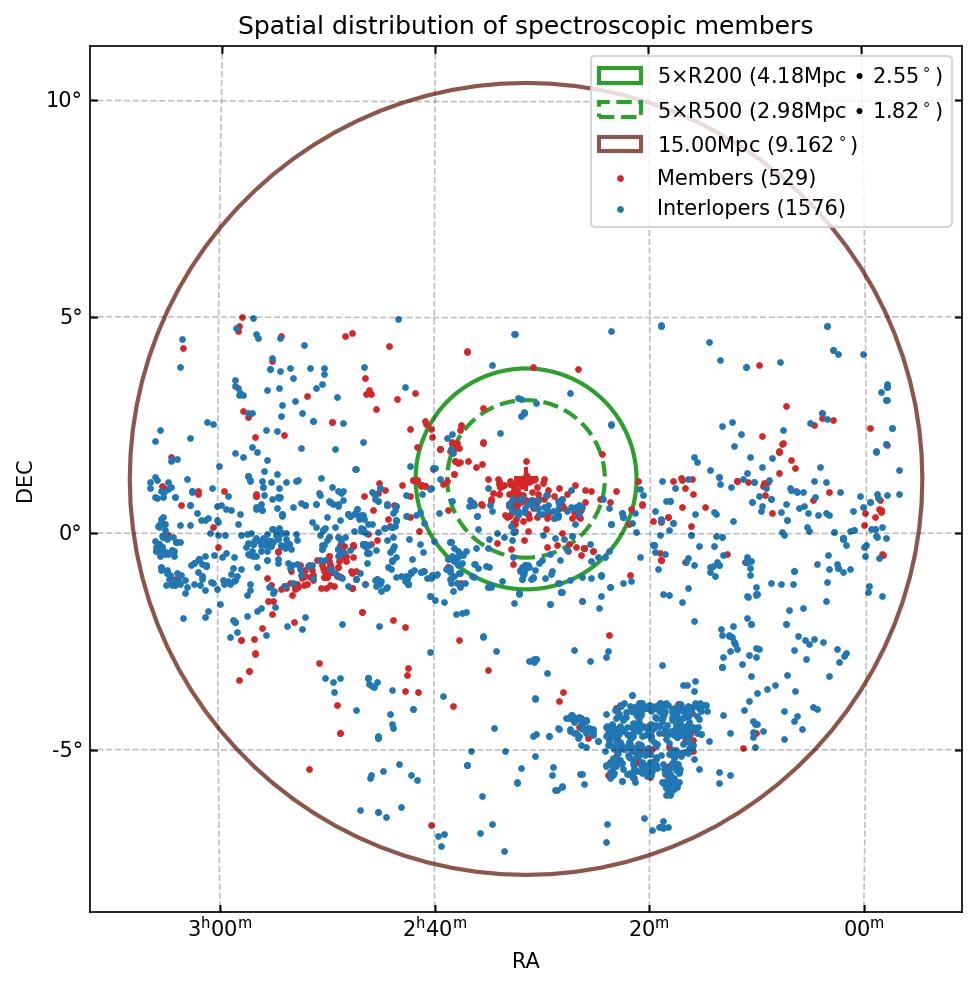 Spatial distribution of spectroscopic members
5×R200 (4.18Mpc • 2.55°)
5×R500 (2.98Mpc • 1.82°)
15.00Mpc (9.162°)
Members (529)
Interlopers (1576)
10°
5°
0°
-5°
DEC
3ʰ00ᵐ 2ʰ40ᵐ 20ᵐ 00ᵐ
RA